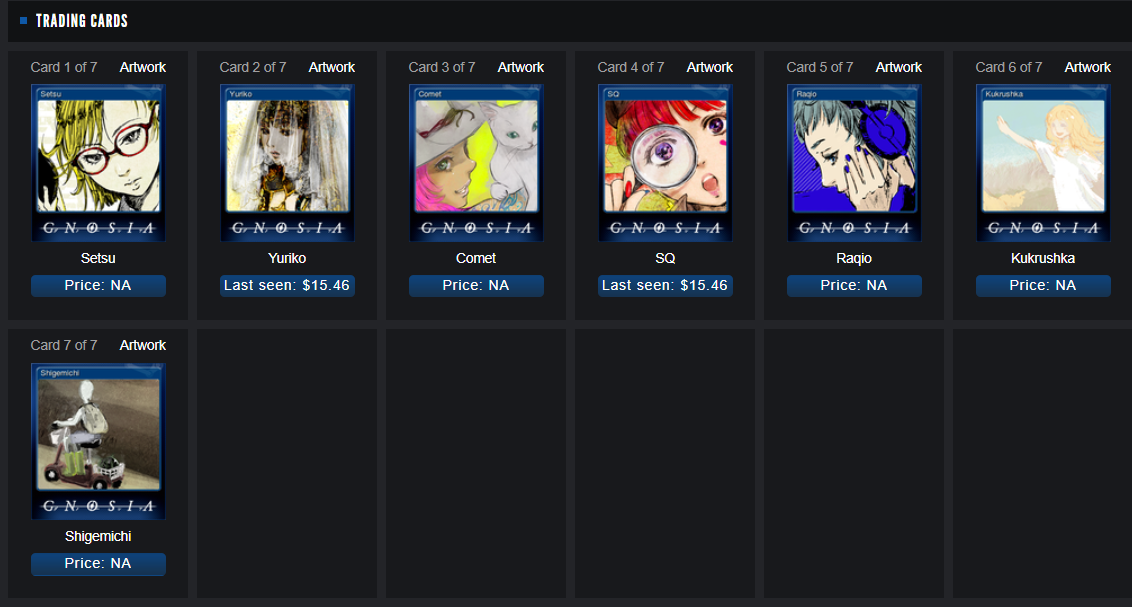 TRADING CARDS
Card 1 of 7 Artwork
Setsu
G. N. O. S. I. A
Setsu
Price: NA
Card 2 of 7 Artwork
Yuriko
G. N. O. S. I. A
Yuriko
Last seen: $15.46
Card 3 of 7 Artwork
Comet
G. N. O. S. I. A
Comet
Price: NA
Card 4 of 7 Artwork
SQ
G. N. O. S. I. A
SQ
Last seen: $15.46
Card 5 of 7 Artwork
Raqio
G. N. O. S. I. A
Raqio
Price: NA
Card 6 of 7 Artwork
Kukrushka
G. N. O. S. I. A
Kukrushka
Price: NA
Card 7 of 7 Artwork
Shigemichi
G. N. O. S. I. A
Shigemichi
Price: NA